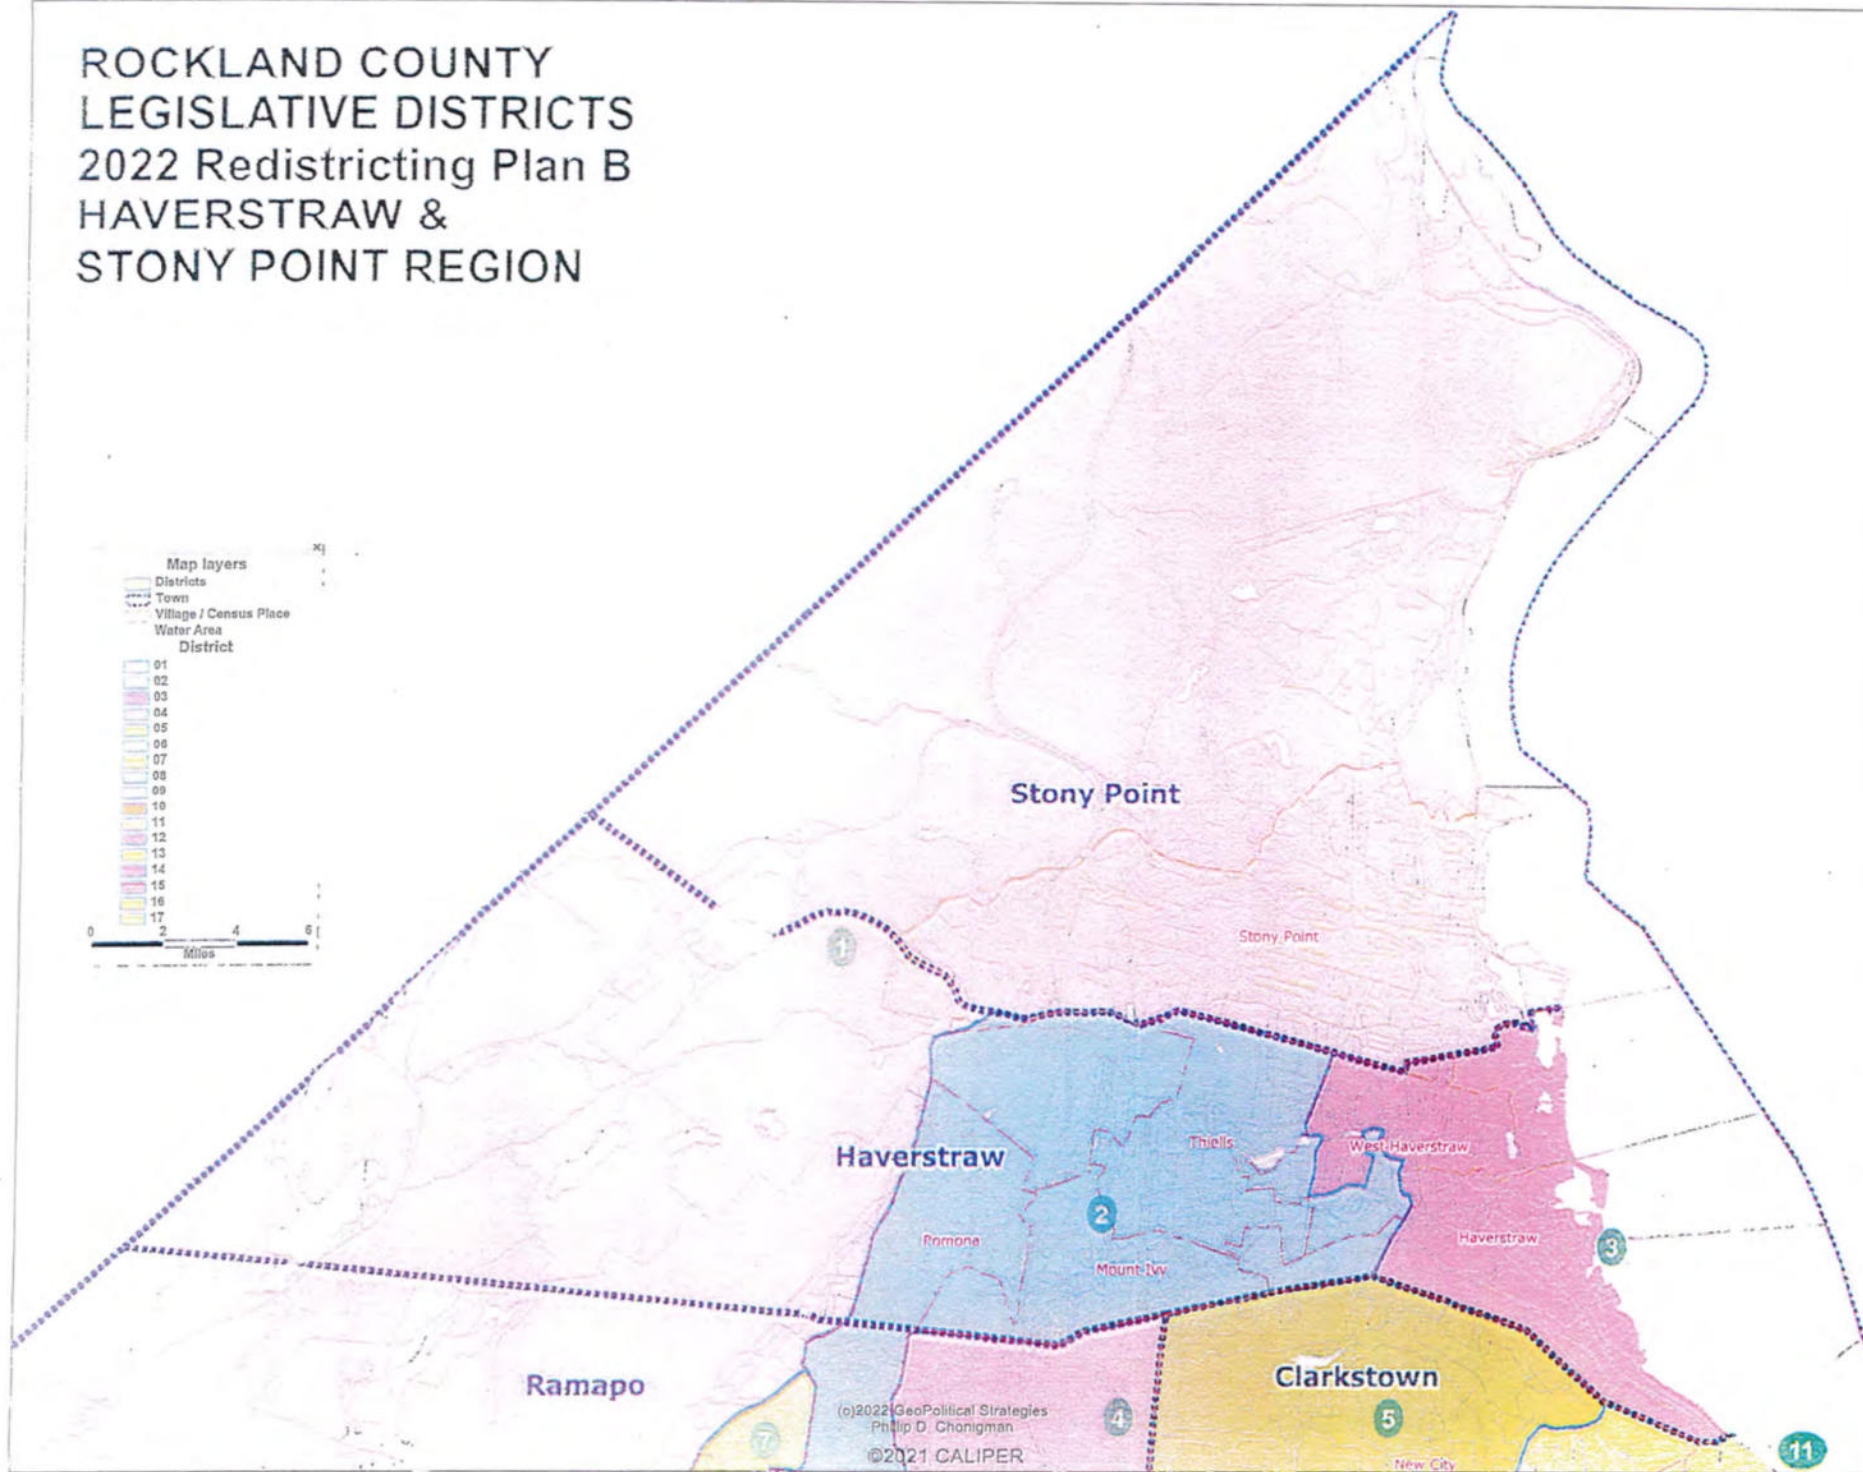 ROCKLAND COUNTY
LEGISLATIVE DISTRICTS
2022 Redistricting Plan B
HAVERSTRAW &
STONY POINT REGION
Map layers
Districts
Town
Village / Census Place
Water Area
District
01
02
03
04
05
06
07
08
09
10
11
12
13
14
15
16
17
0 2 4 6
Miles
Stony Point
Stony Point
1
Haverstraw
Thiells
West Haverstraw
2
Pomona
Haverstraw
3
Mount Ivy
Ramapo
Clarkstown
(c)2022 GeoPolitical Strategies
Philip D. Chonigman
4
5
7
©2021 CALIPER
New City
11